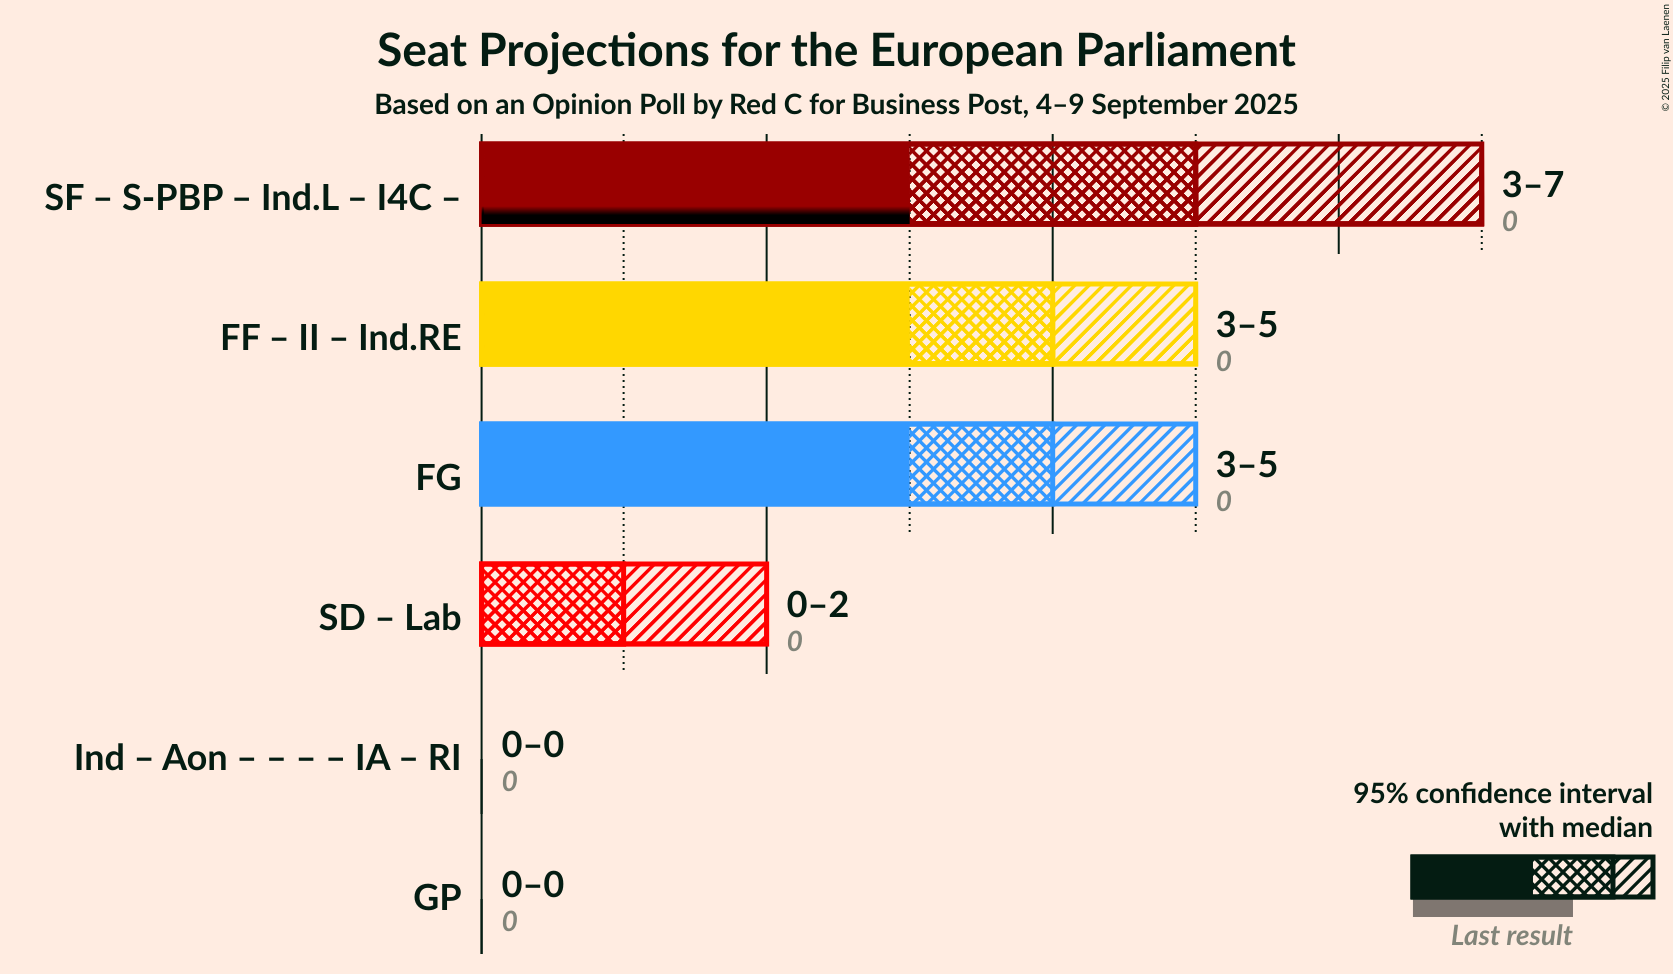 Seat Projections for the European Parliament
Based on an Opinion Poll by Red C for Business Post, 4–9 September 2025
© 2025 Filip van Laenen
SF – S-PBP – Ind.L – I4C –
3–7
0
FF – II – Ind.RE
3–5
0
FG
3–5
0
SD – Lab
0–2
0
Ind – Aon – – – – IA – RI
0–0
0
GP
0–0
0
95% confidence interval
with median
Last result